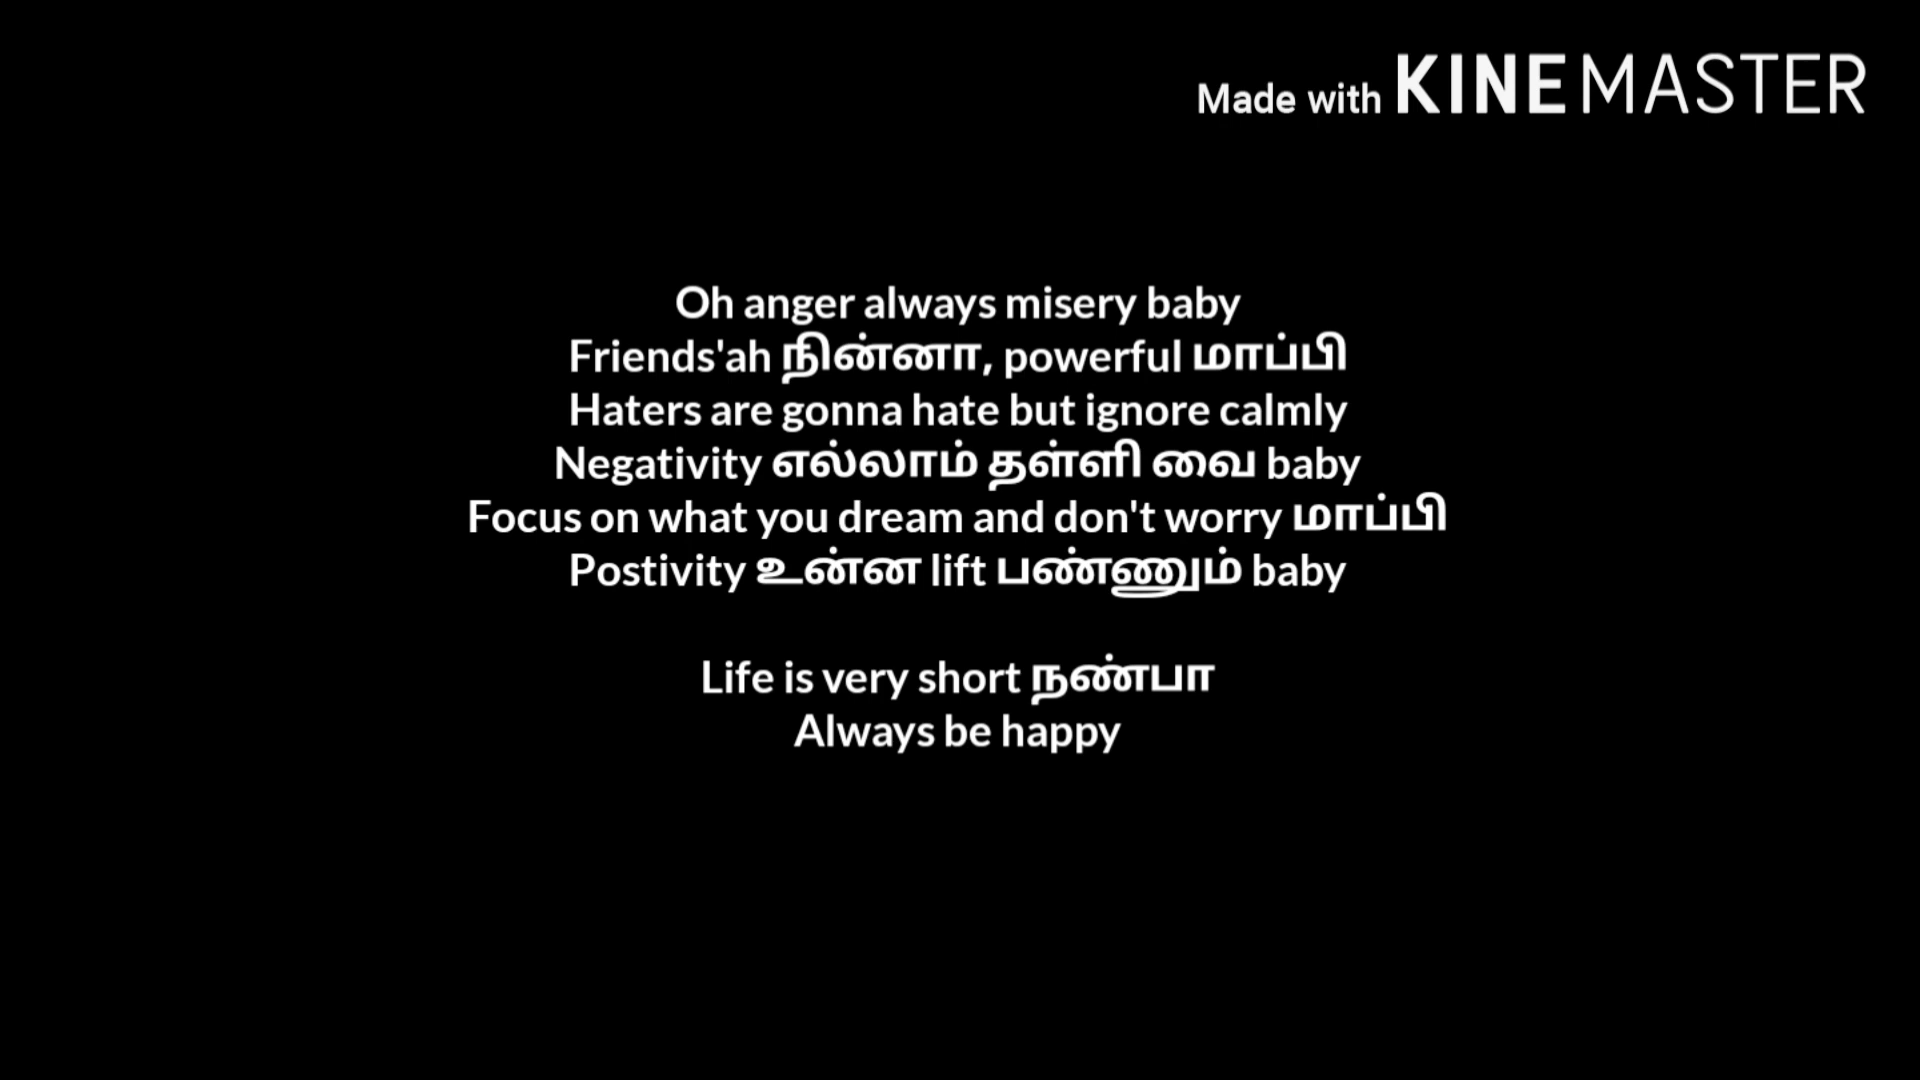 Made with KINEMASTER
Oh anger always misery baby
Friends'ah நின்னா, powerful மாப்பி
Haters are gonna hate but ignore calmly
Negativity எல்லாம் தள்ளி வை baby
Focus on what you dream and don't worry மாப்பி
Postivity உன்ன lift பண்ணும் baby
Life is very short நண்பா
Always be happy